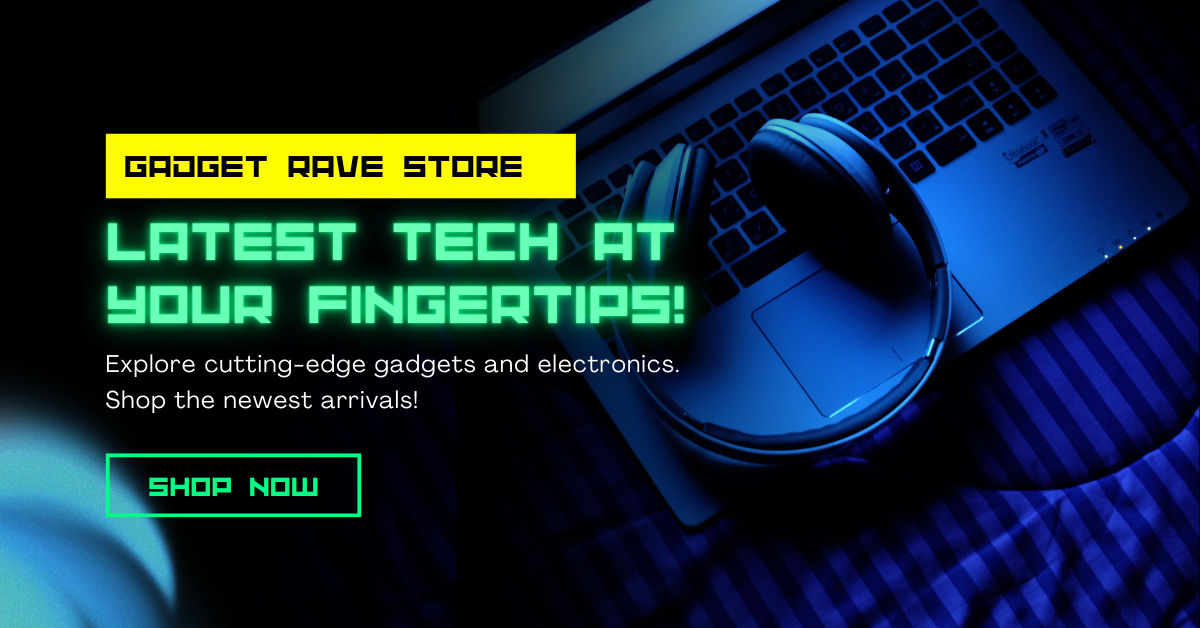 GADGET RAVE STORE
LATEST TECH AT
YOUR FINGERTIPS!
Explore cutting-edge gadgets and electronics.
Shop the newest arrivals!
SHOP NOW